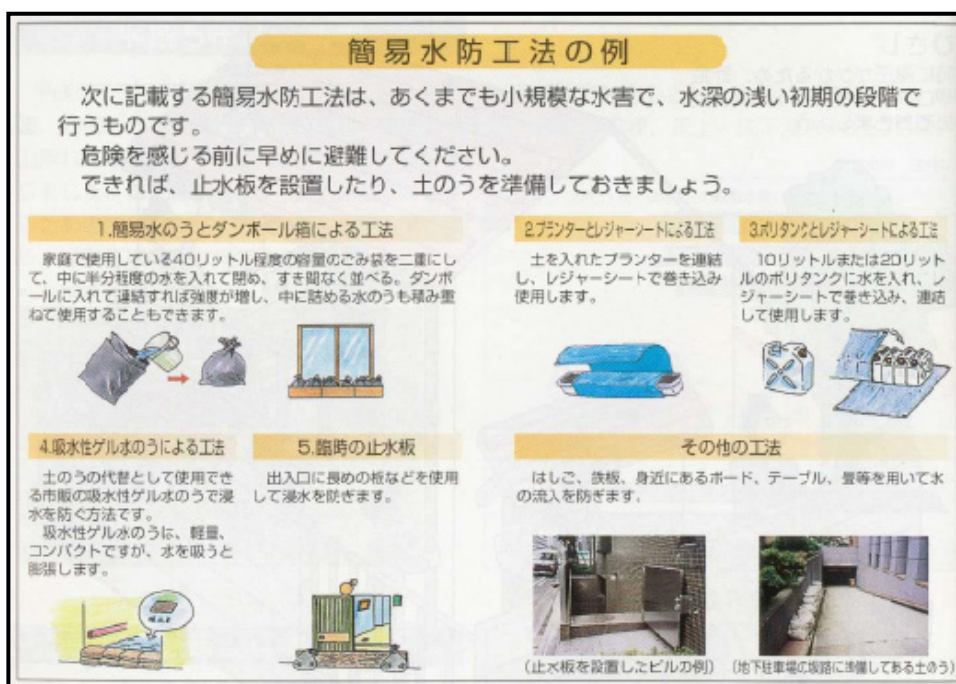 簡易水防工法の例
次に記載する簡易水防工法は、あくまでも小規模な水害で、水深の浅い初期の段階で
行うものです。
危険を感じる前に早めに避難してください。
できれば、止水板を設置したり、土のうを準備しておきましょう。
1.簡易水のうとダンボール箱による工法
家庭で使用している40リットル程度の容量のごみ袋を二重にし
て、中に半分程度の水を入れて閉め、すき間なく並べる。ダンボ
ールに入れて連結すれば強度が増し、中に詰める水のうも積み重
ねて使用することもできます。
2.プランターとレジャーシートによる工法
土を入れたプランターを連結
し、レジャーシートで巻き込み
使用します。
3.ポリタンクとレジャーシートによる工法
10リットルまたは20リット
ルのポリタンクに水を入れ、レ
ジャーシートで巻き込み、連結
して使用します。
4.吸水性ゲル水のうによる工法
土のうの代替として使用でき
る市販の吸水性ゲル水のうで浸
水を防ぐ方法です。
吸水性ゲル水のうは、軽量、
コンパクトですが、水を吸うと
膨張します。
5.臨時の止水板
出入口に長めの板などを使用
して浸水を防ぎます。
その他の工法
はしご、鉄板、身近にあるボード、テーブル、畳等を用いて水
の流入を防ぎます。
(止水板を設置したビルの例)
(地下駐車場の坂路に準備してある土のう)